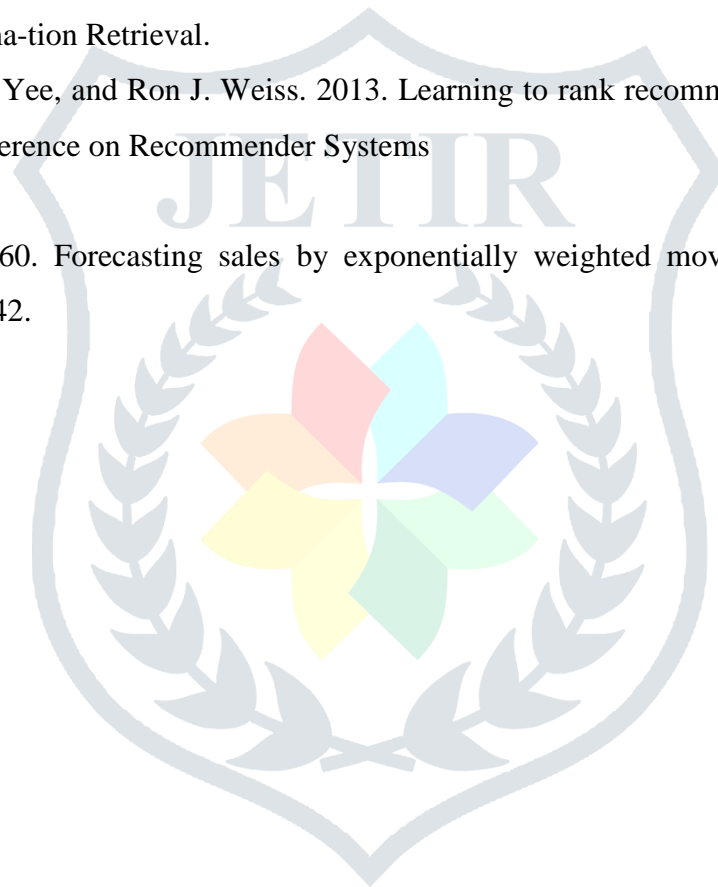 na-tion Retrieval.
Yee, and Ron J. Weiss. 2013. Learning to rank recomm
erence on Recommender Systems
JETIR
60. Forecasting sales by exponentially weighted mov
42.